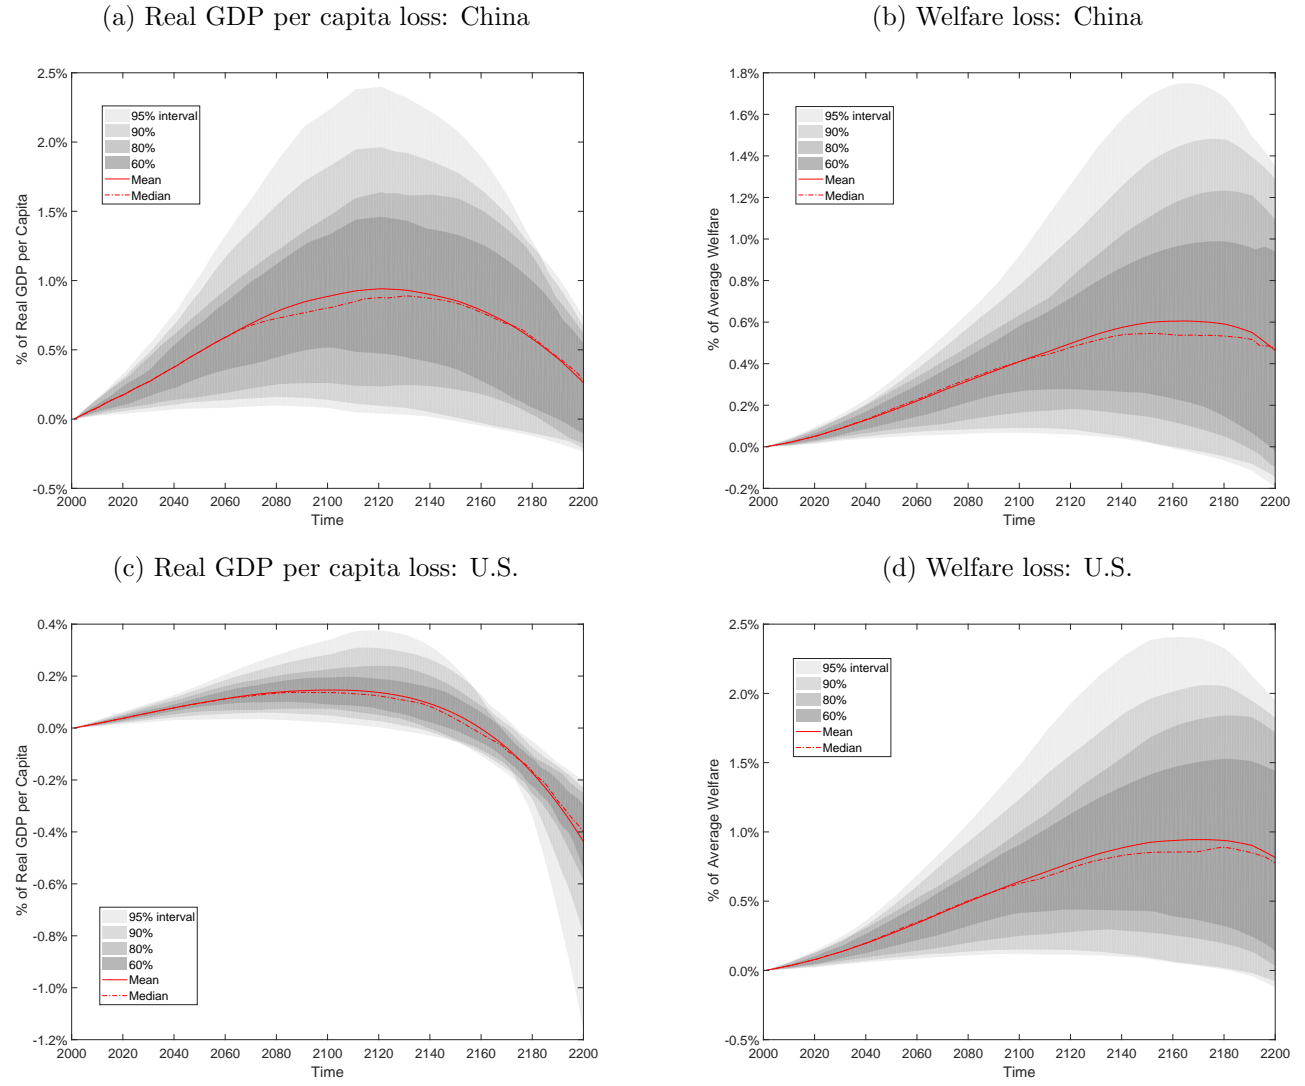 (a) Real GDP per capita loss: China
2.5%
2.0%
1.5%
1.0%
0.5%
0.0%
-0.5%
% of Real GDP per Capita
95% interval
90%
80%
60%
Mean
Median
2000 2020 2040 2060 2080 2100 2120 2140 2160 2180 2200
Time
(b) Welfare loss: China
1.8%
1.6%
1.4%
1.2%
1.0%
0.8%
0.6%
0.4%
0.2%
0.0%
-0.2%
% of Average Welfare
95% interval
90%
80%
60%
Mean
Median
2000 2020 2040 2060 2080 2100 2120 2140 2160 2180 2200
Time
(c) Real GDP per capita loss: U.S.
0.4%
0.2%
0.0%
-0.2%
-0.4%
-0.6%
-0.8%
-1.0%
-1.2%
% of Real GDP per Capita
95% interval
90%
80%
60%
Mean
Median
2000 2020 2040 2060 2080 2100 2120 2140 2160 2180 2200
Time
(d) Welfare loss: U.S.
2.5%
2.0%
1.5%
1.0%
0.5%
0.0%
-0.5%
% of Average Welfare
95% interval
90%
80%
60%
Mean
Median
2000 2020 2040 2060 2080 2100 2120 2140 2160 2180 2200
Time